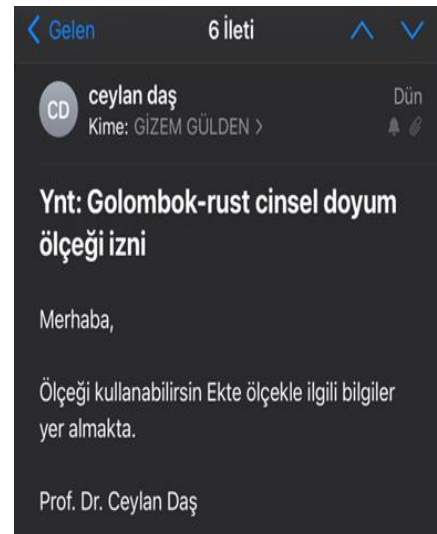 Gelen 6 İleti
CD ceylan daş Dün
Kime: GİZEM GÜLDEN >
Ynt: Golombok-rust cinsel doyum
ölçeği izni
Merhaba,
Ölçeği kullanabilirsin Ekte ölçekle ilgili bilgiler
yer almakta.
Prof. Dr. Ceylan Daş